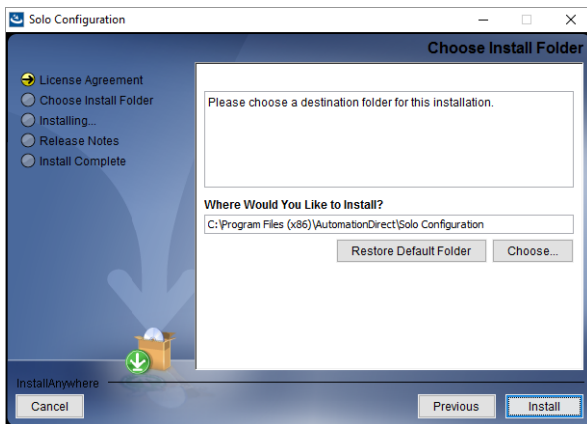 Solo Configuration
Choose Install Folder
License Agreement
Choose Install Folder
Installing...
Release Notes
Install Complete
Please choose a destination folder for this installation.
Where Would You Like to Install?
C:\Program Files (x86)\AutomationDirect\Solo Configuration
Restore Default Folder
Choose...
InstallAnywhere
Cancel
Previous
Install